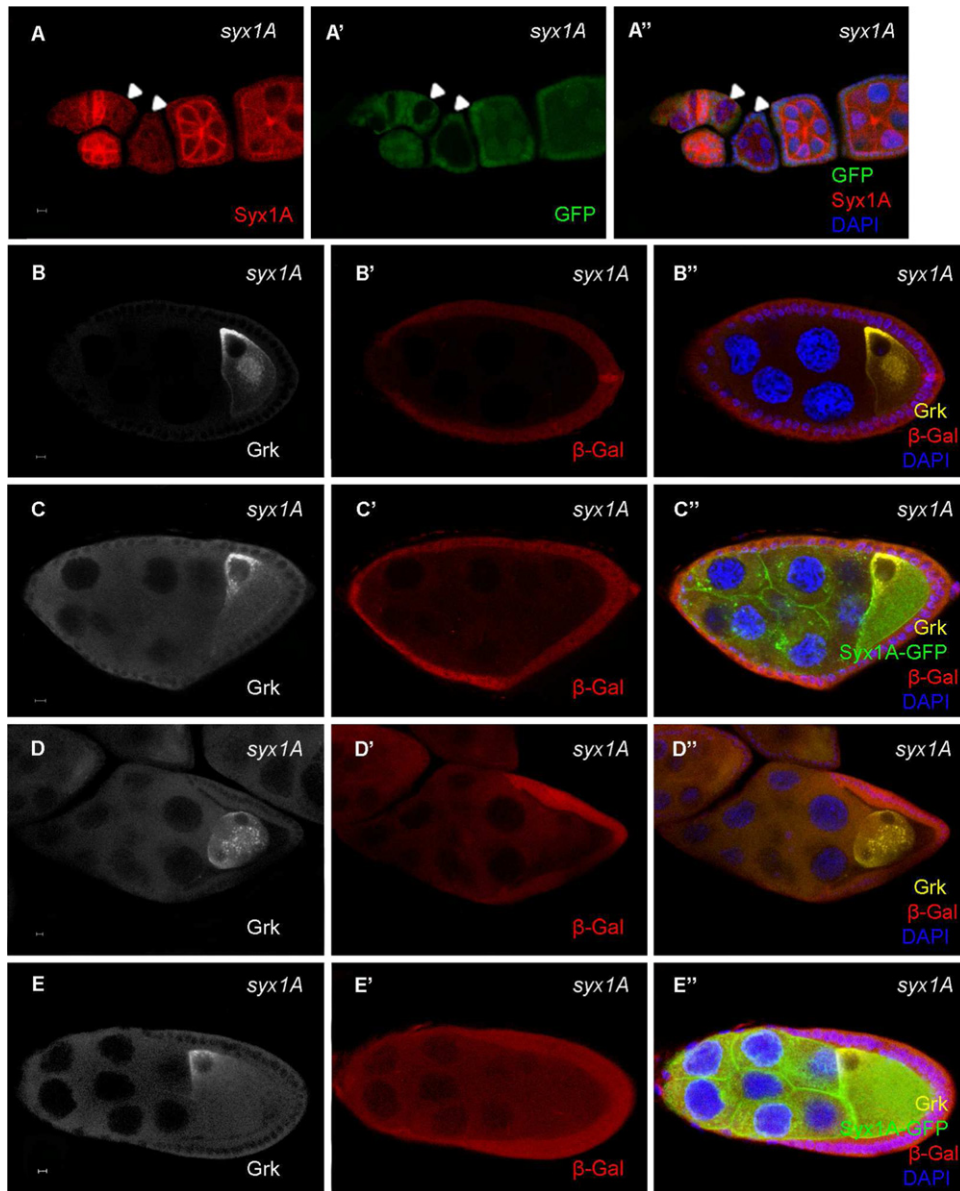 A
syx1A
Syx1A
A'
syx1A
GFP
A''
syx1A
GFP
Syx1A
DAPI
B
syx1A
Grk
B'
syx1A
β-Gal
B''
syx1A
Grk
β-Gal
DAPI
C
syx1A
Grk
C'
syx1A
β-Gal
C''
syx1A
Grk
Syx1A-GFP
β-Gal
DAPI
D
syx1A
Grk
D'
syx1A
β-Gal
D''
syx1A
Grk
β-Gal
DAPI
E
syx1A
Grk
E'
syx1A
β-Gal
E''
syx1A
Grk
Syx1A-GFP
β-Gal
DAPI